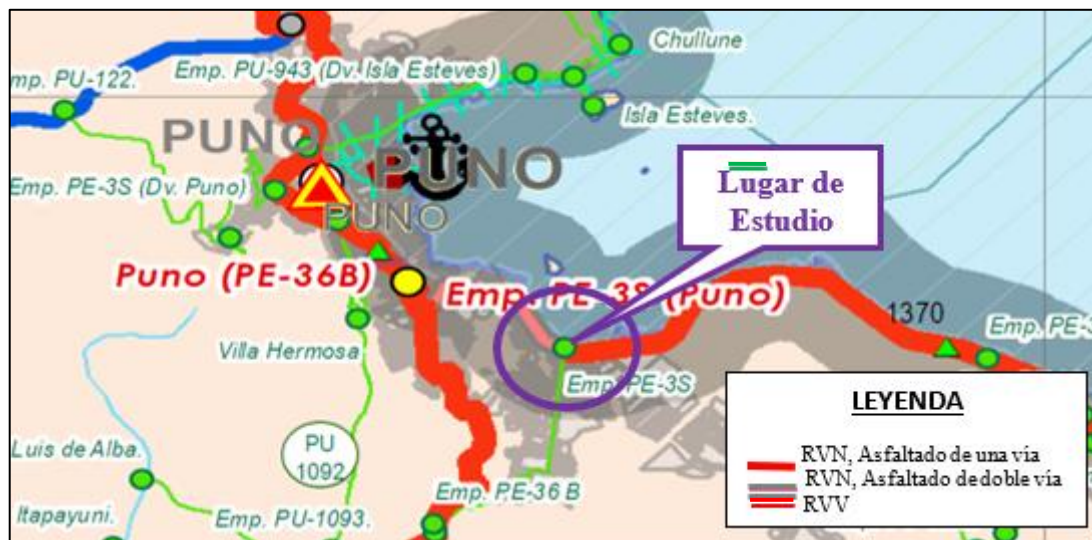 Chullune
Emp. PU-943 (Dv. Isla Esteves)
mp. PU-122.
Isla Esteves.
PUNO
PUNO
Lugar de
Estudio
Emp. PE-3S (Dv. Puno)
PUNO
Puno (PE-36B)
Emp. PE-3S (Puno)
1370
Emp. PE-3
Villa Hermosa
Emp. PE-3S
LEYENDA
PU
1092
Luis de Alba.
RVN, Asfaltado de una vía
RVN, Asfaltado de doble vía
RVV
Emp. PE-36 B
Itapayuni.
Emp. PU-1093.